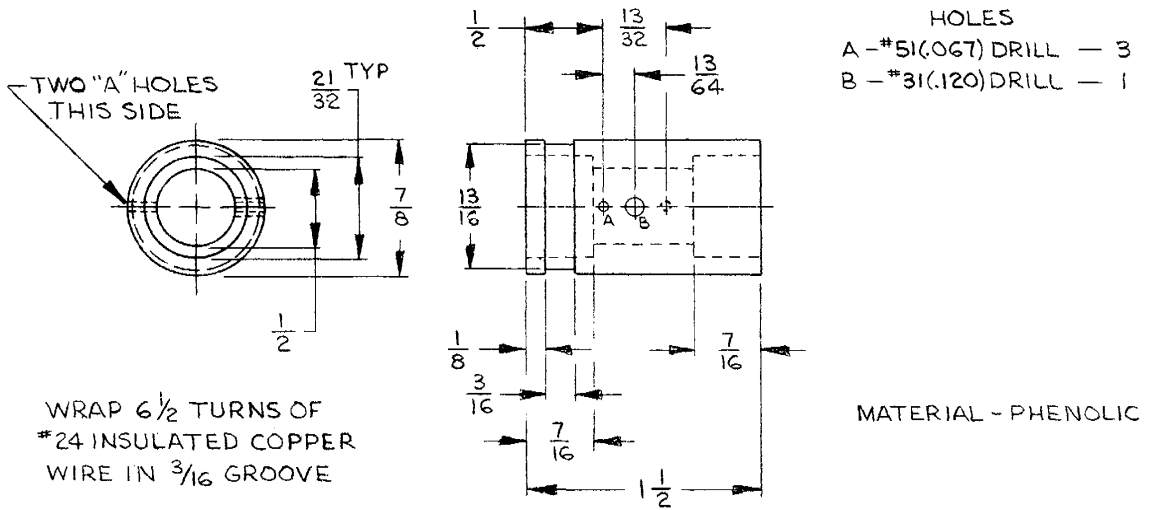 1/2
13/32
13/64
HOLES
A-#51(.067) DRILL — 3
B-#31(.120) DRILL — 1
TWO "A" HOLES
THIS SIDE
21/32 TYP
7/8
13/16
A
B
1/2
1/8
3/16
7/16
7/16
1 1/2
WRAP 6 1/2 TURNS OF
#24 INSULATED COPPER
WIRE IN 3/16 GROOVE
MATERIAL - PHENOLIC